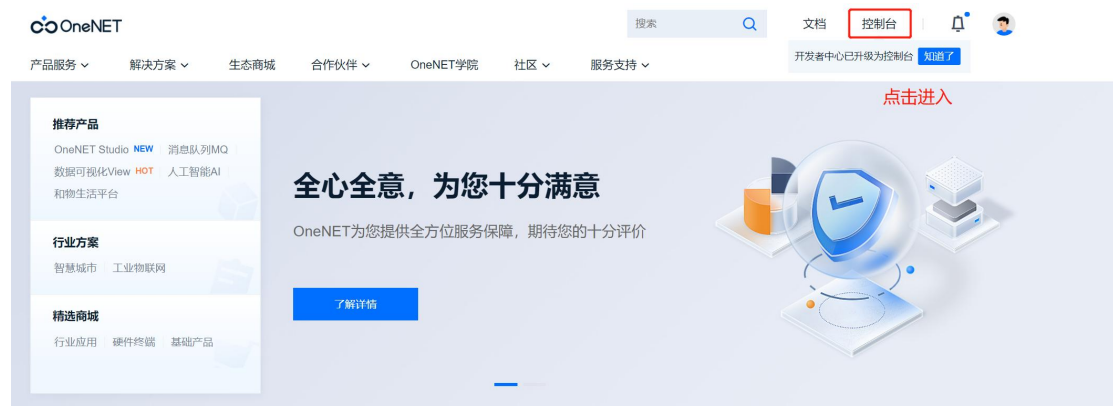 OneNET
搜索
文档 控制台
产品服务 解决方案 生态商城 合作伙伴 OneNET学院 社区 服务支持
开发者中心已升级为控制台 知道了
点击进入
推荐产品
OneNET Studio NEW 消息队列MQ
数据可视化View HOT 人工智能AI
和物生活平台
行业方案
智慧城市 工业物联网
精选商城
行业应用 硬件终端 基础产品
全心全意，为您十分满意
OneNET为您提供全方位服务保障，期待您的十分评价
了解详情